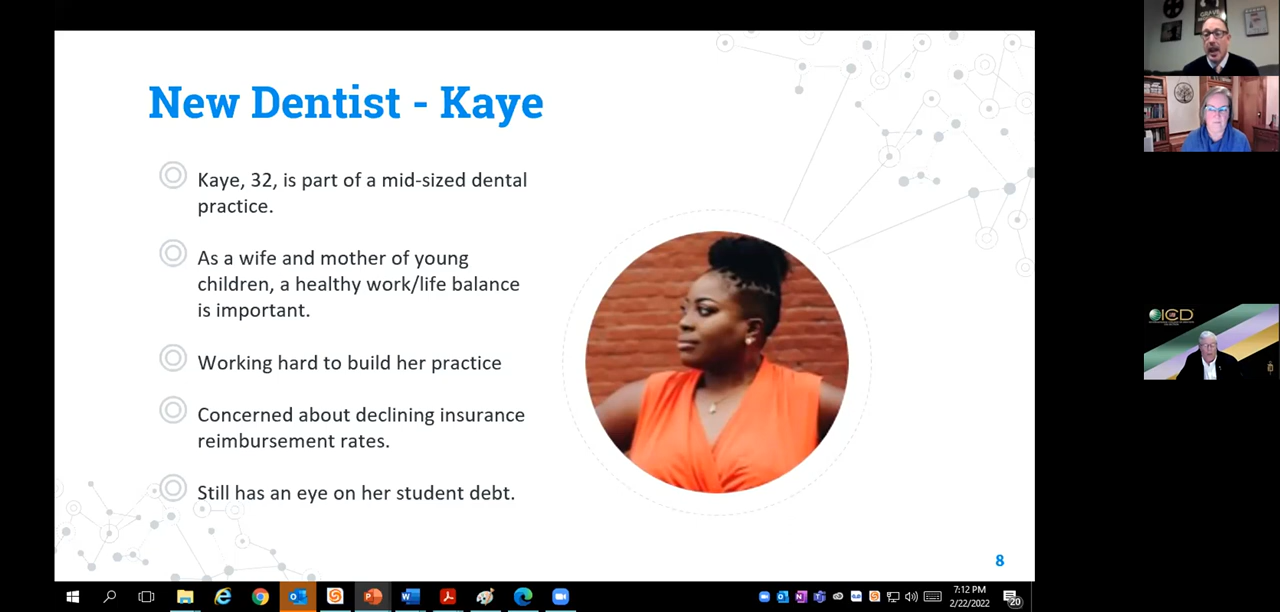 New Dentist - Kaye
Kaye, 32, is part of a mid-sized dental
practice.
As a wife and mother of young
children, a healthy work/life balance
is important.
Working hard to build her practice
Concerned about declining insurance
reimbursement rates.
Still has an eye on her student debt.
8
ICD
7:12 PM
2/22/2022
20